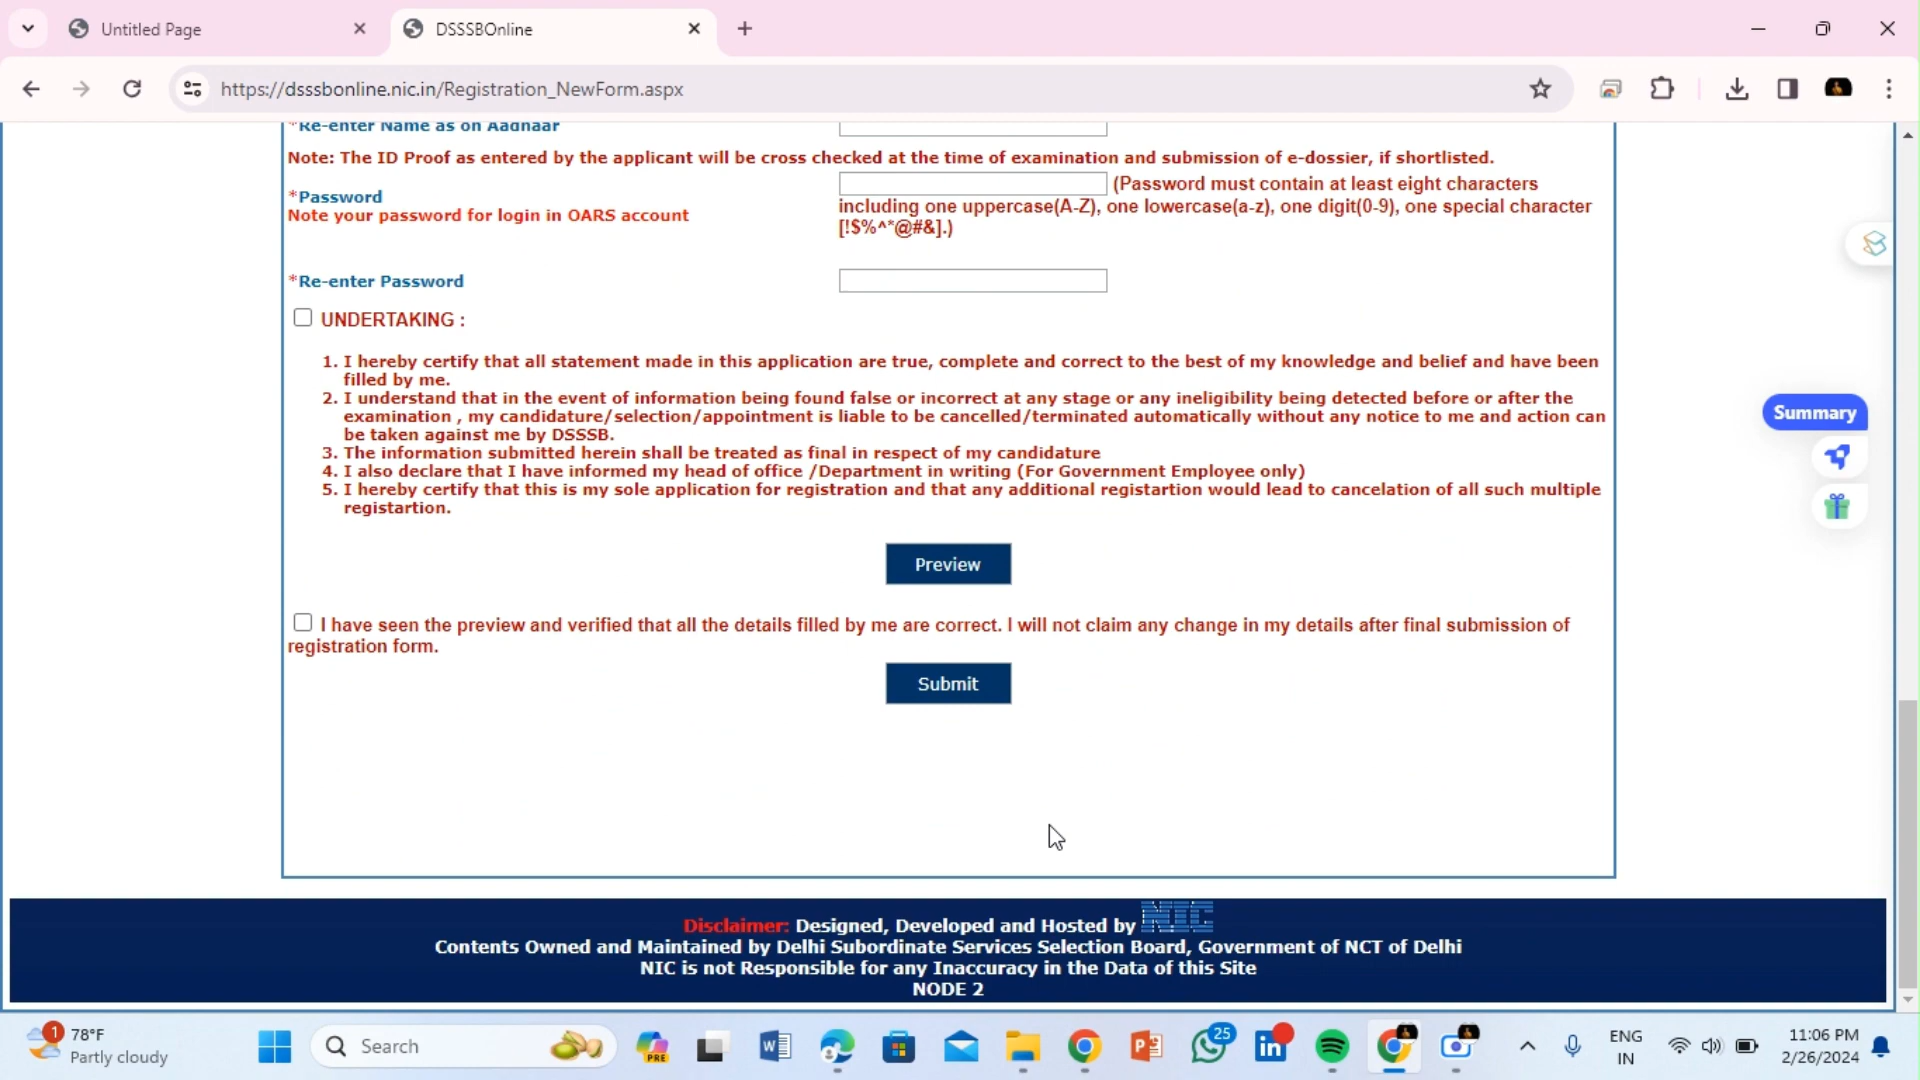 Untitled Page
DSSSBOnline
https://dsssbonline.nic.in/Registration_NewForm.aspx
*Re-enter Name as on Aadhaar
Note: The ID Proof as entered by the applicant will be cross checked at the time of examination and submission of e-dossier, if shortlisted.
*Password
Note your password for login in OARS account
(Password must contain at least eight characters
including one uppercase(A-Z), one lowercase(a-z), one digit(0-9), one special character
[!$%^*@#&].)
*Re-enter Password
UNDERTAKING :
1. I hereby certify that all statement made in this application are true, complete and correct to the best of my knowledge and belief and have been
filled by me.
2. I understand that in the event of information being found false or incorrect at any stage or any ineligibility being detected before or after the
examination , my candidature/selection/appointment is liable to be cancelled/terminated automatically without any notice to me and action can
be taken against me by DSSSB.
3. The information submitted herein shall be treated as final in respect of my candidature
4. I also declare that I have informed my head of office /Department in writing (For Government Employee only)
5. I hereby certify that this is my sole application for registration and that any additional registartion would lead to cancelation of all such multiple
registartion.
Summary
Preview
I have seen the preview and verified that all the details filled by me are correct. I will not claim any change in my details after final submission of
registration form.
Submit
Disclaimer: Designed, Developed and Hosted by NIC
Contents Owned and Maintained by Delhi Subordinate Services Selection Board, Government of NCT of Delhi
NIC is not Responsible for any Inaccuracy in the Data of this Site
NODE 2
1
78°F
Partly cloudy
Search
PRE
W
P
25
in
ENG
IN
11:06 PM
2/26/2024